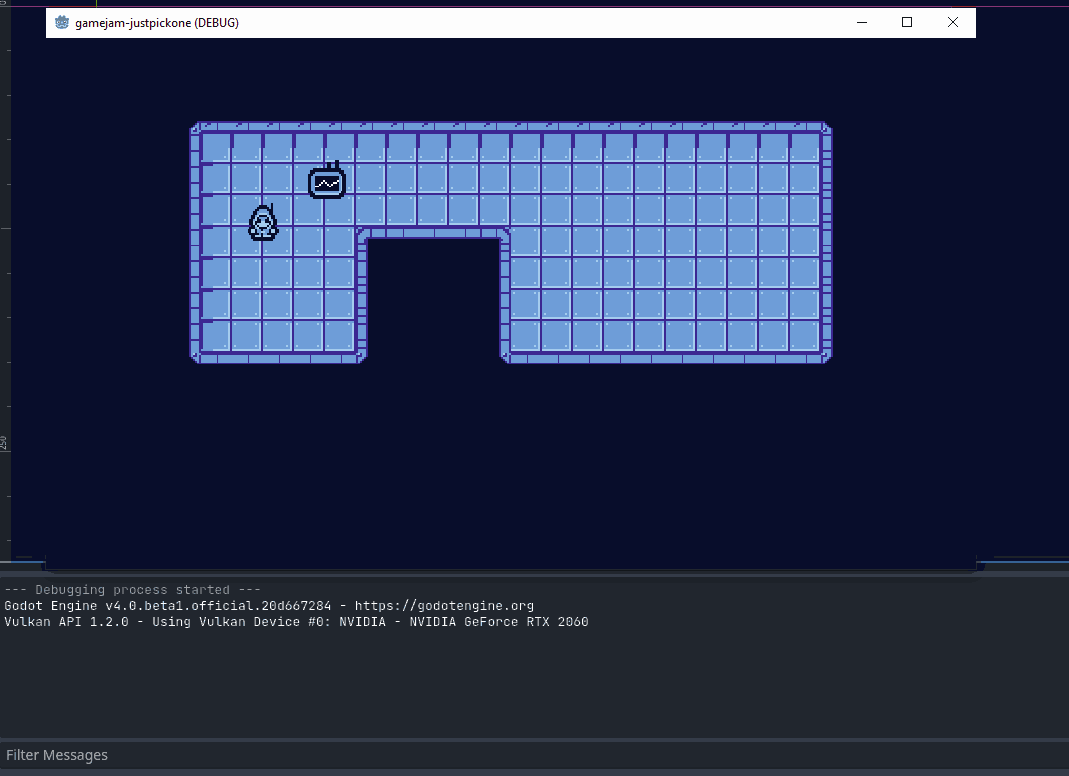 gamejam-justpickone (DEBUG)
250
--- Debugging process started ---
Godot Engine v4.0.beta1.official.20d667284 - https://godotengine.org
Vulkan API 1.2.0 - Using Vulkan Device #0: NVIDIA - NVIDIA GeForce RTX 2060
Filter Messages